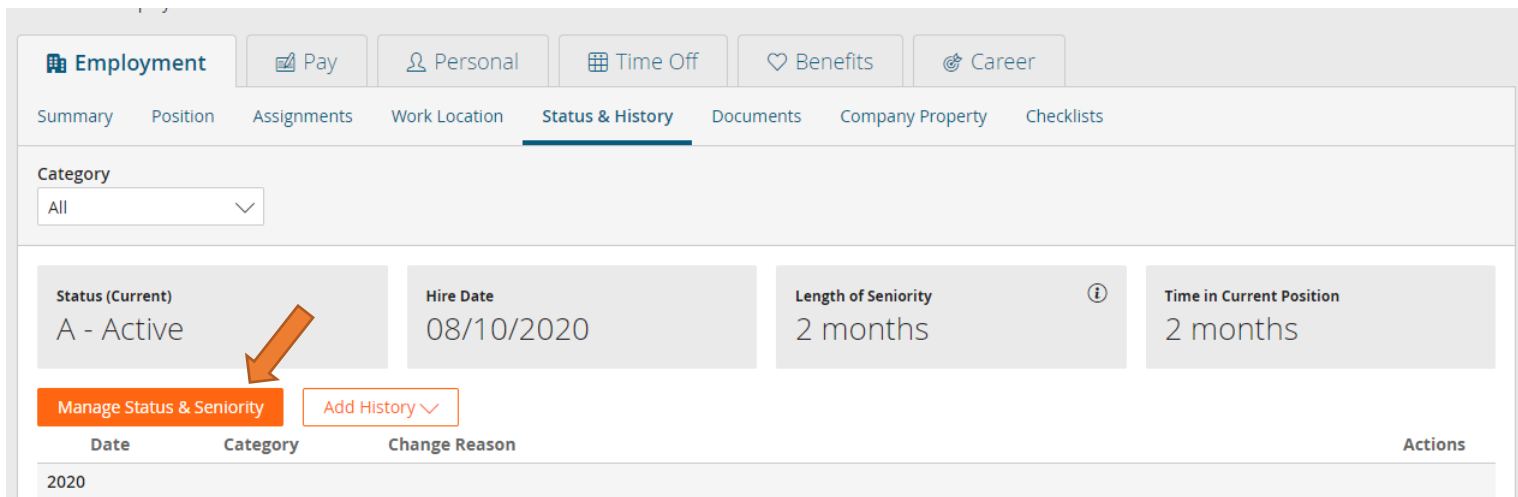 Employment Pay Personal Time Off Benefits Career
Summary Position Assignments Work Location Status & History Documents Company Property Checklists
Category
All
Status (Current) Hire Date Length of Seniority Time in Current Position
A - Active 08/10/2020 2 months 2 months
Manage Status & Seniority Add History
Date Category Change Reason Actions
2020